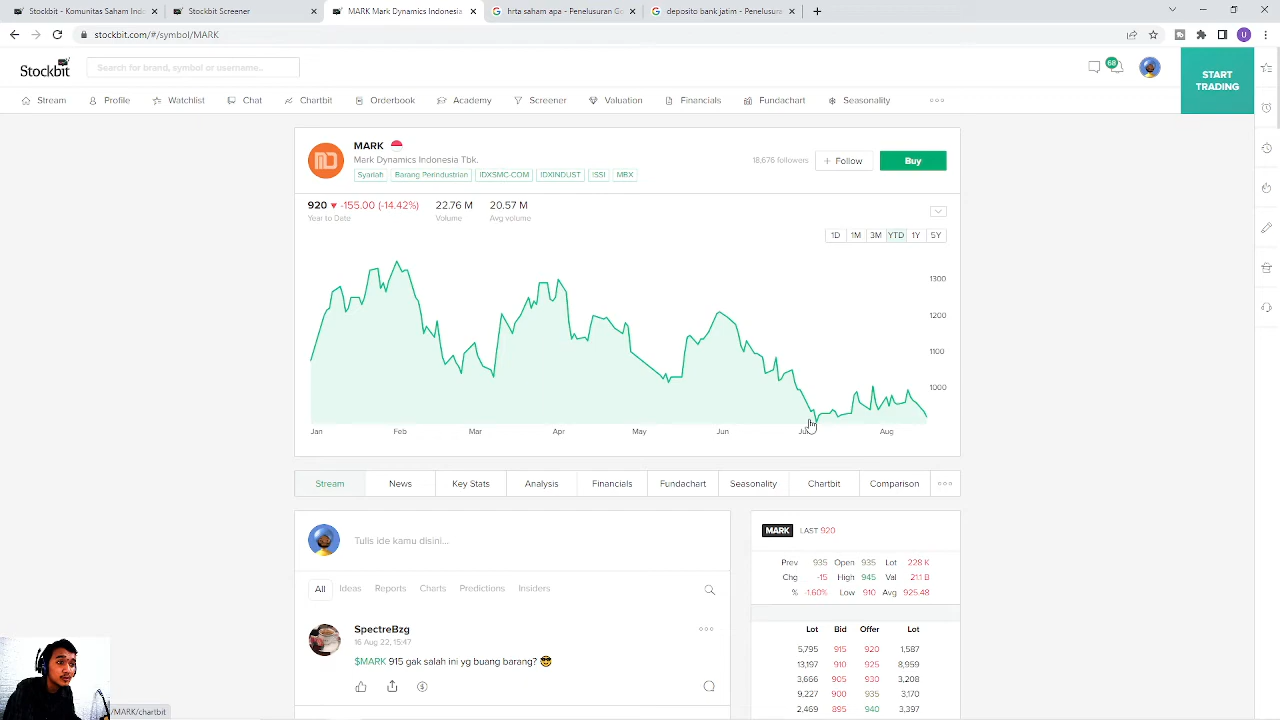 Stockbit - Komunitas Saham Indo
Stockbit Screener
MARK Mark Dynamics Indonesia T
hrta saham apa - Penelusuran Go
deposito bank jatim - Penelusura
stockbit.com/#/symbol/MARK
U
Stockbit
Search for brand, symbol or username..
68
START TRADING
Stream Profile Watchlist Chat Chartbit Orderbook Academy Screener Valuation Financials Fundachart Seasonality
MARK
Mark Dynamics Indonesia Tbk.
Syariah Barang Perindustrian IDXSMC-COM IDXINDUST ISSI MBX
18,676 followers
+ Follow
Buy
920 -155.00 (-14.42%) 22.76 M 20.57 M
Year to Date Volume Avg volume
1D 1M 3M YTD 1Y 5Y
1300
1200
1100
1000
Jan Feb Mar Apr May Jun Aug
Stream News Key Stats Analysis Financials Fundachart Seasonality Chartbit Comparison
Tulis ide kamu disini...
All Ideas Reports Charts Predictions Insiders
SpectreBzg
16 Aug 22, 15:47
$MARK 915 gak salah ini yg buang barang? 😎
MARK LAST 920
Prev 935 Open 935 Lot 228 K
Chg -15 High 945 Val 21.1 B
% -1.60% Low 910 Avg 925.48
Lot Bid Offer Lot
5,795 915 920 1,587
13,197 910 925 8,959
3,666 905 930 3,208
9,227 900 935 3,170
2,469 895 940 3,397
/MARK/chartbit